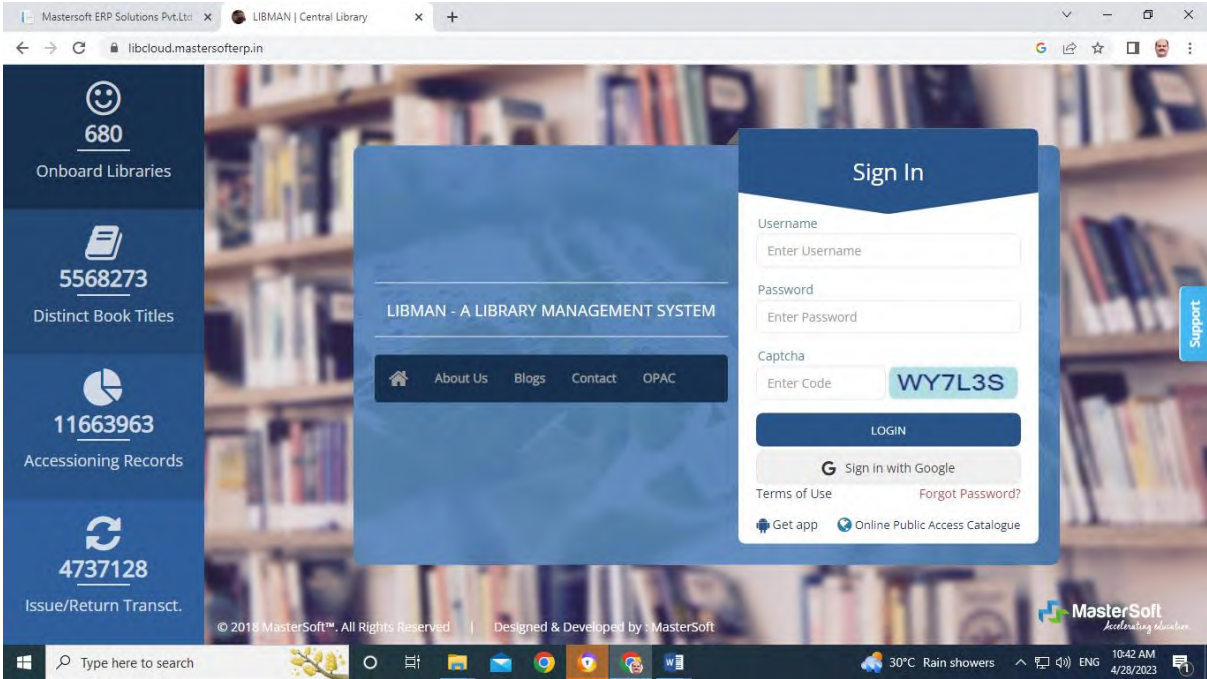 Mastersoft ERP Solutions Pvt.Ltd
LIBMAN | Central Library
libcloud.mastersofterp.in
680
Onboard Libraries
5568273
Distinct Book Titles
11663963
Accessioning Records
4737128
Issue/Return Transct.
LIBMAN - A LIBRARY MANAGEMENT SYSTEM
About Us Blogs Contact OPAC
Sign In
Username
Enter Username
Password
Enter Password
Captcha
Enter Code WY7L3S
LOGIN
G Sign in with Google
Terms of Use Forgot Password?
Get app Online Public Access Catalogue
Support
© 2018 MasterSoft™. All Rights Reserved | Designed & Developed by : MasterSoft
MasterSoft
Accelerating education
Type here to search
30°C Rain showers
ENG
10:42 AM
4/28/2023
1